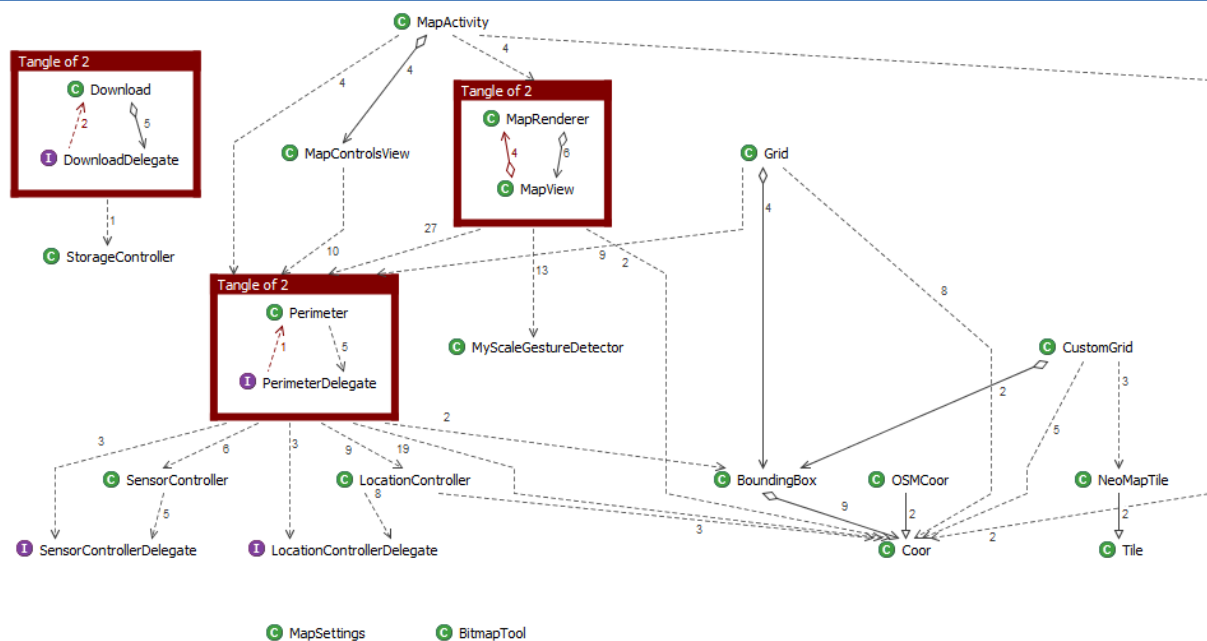 C MapActivity
Tangle of 2
4
4
4
C Download
Tangle of 2
2
5
C MapRenderer
I DownloadDelegate
C MapControlsView
4
6
C Grid
C MapView
4
1
27
C StorageController
10
9
2
13
Tangle of 2
8
C Perimeter
1
5
C MyScaleGestureDetector
C CustomGrid
I PerimeterDelegate
3
2
2
5
3
6
3
9
19
C SensorController
C LocationController
C BoundingBox
C OSMCoor
C NeoMapTile
8
9
5
2
2
3
2
I SensorControllerDelegate
I LocationControllerDelegate
C Coor
C Tile
C MapSettings
C BitmapTool